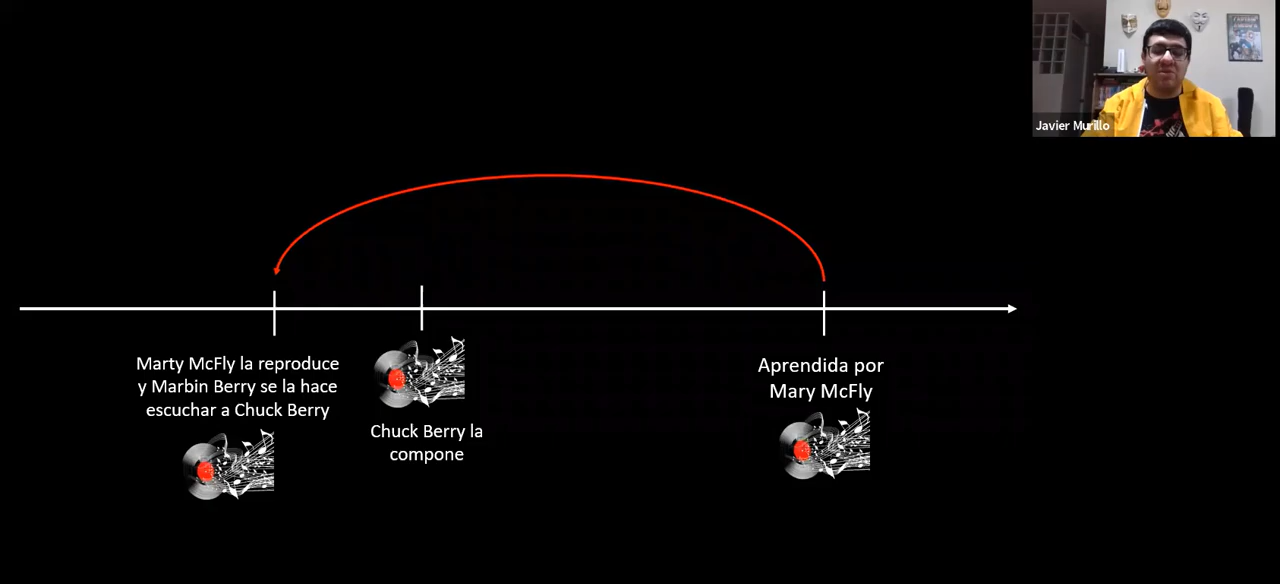 Javier Murillo
Marty McFly la reproduce
y Marbin Berry se la hace
escuchar a Chuck Berry
Chuck Berry la
compone
Aprendida por
Mary McFly